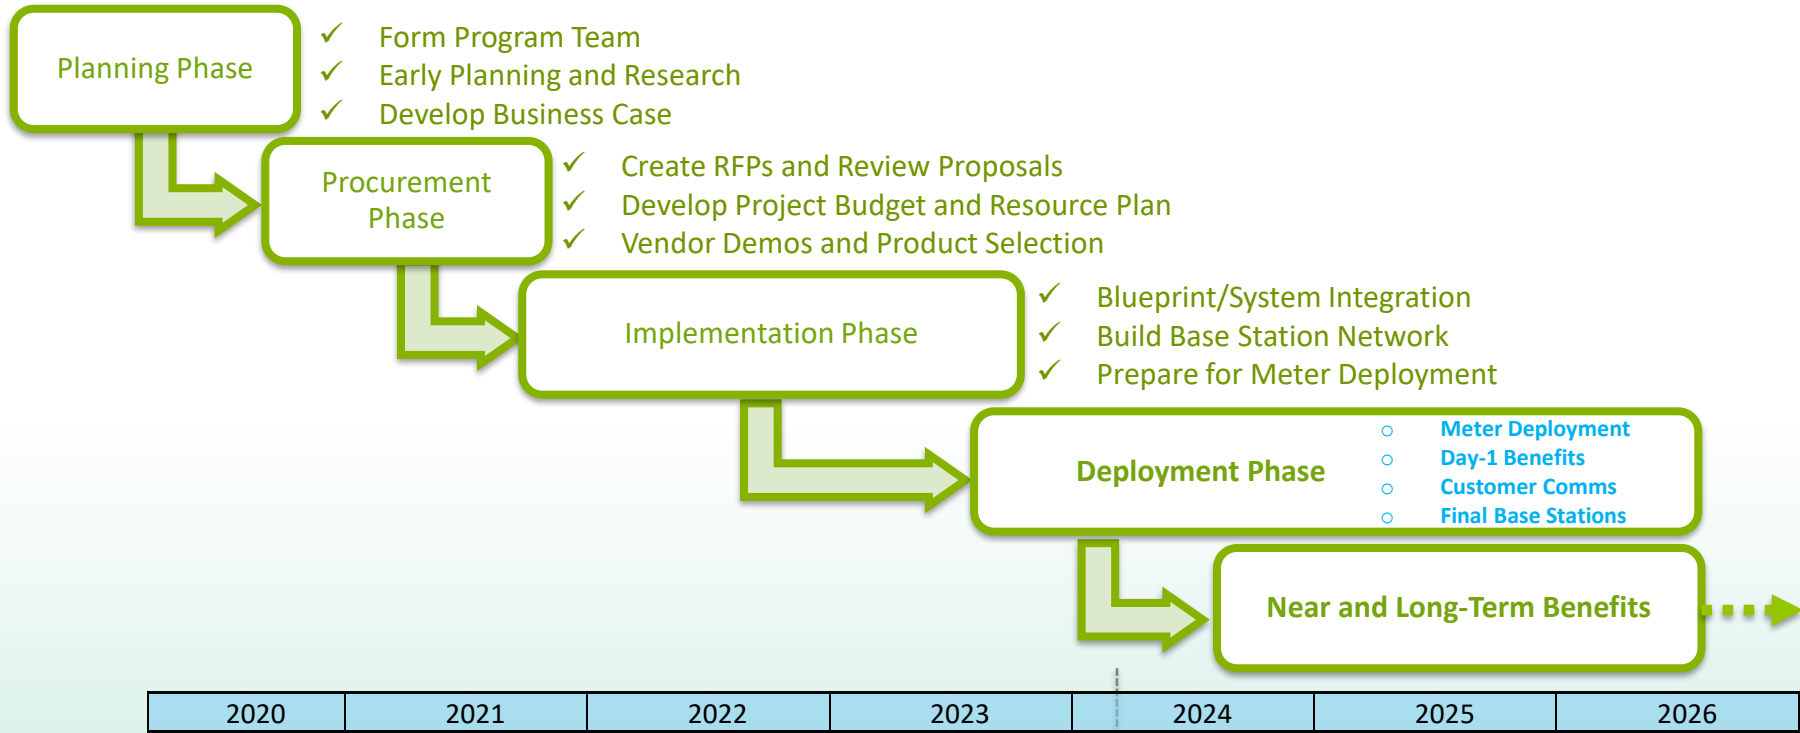 Planning Phase
✓ Form Program Team
✓ Early Planning and Research
✓ Develop Business Case
Procurement
Phase
✓ Create RFPs and Review Proposals
✓ Develop Project Budget and Resource Plan
✓ Vendor Demos and Product Selection
Implementation Phase
✓ Blueprint/System Integration
✓ Build Base Station Network
✓ Prepare for Meter Deployment
Deployment Phase
o Meter Deployment
o Day-1 Benefits
o Customer Comms
o Final Base Stations
Near and Long-Term Benefits
2020 2021 2022 2023 2024 2025 2026